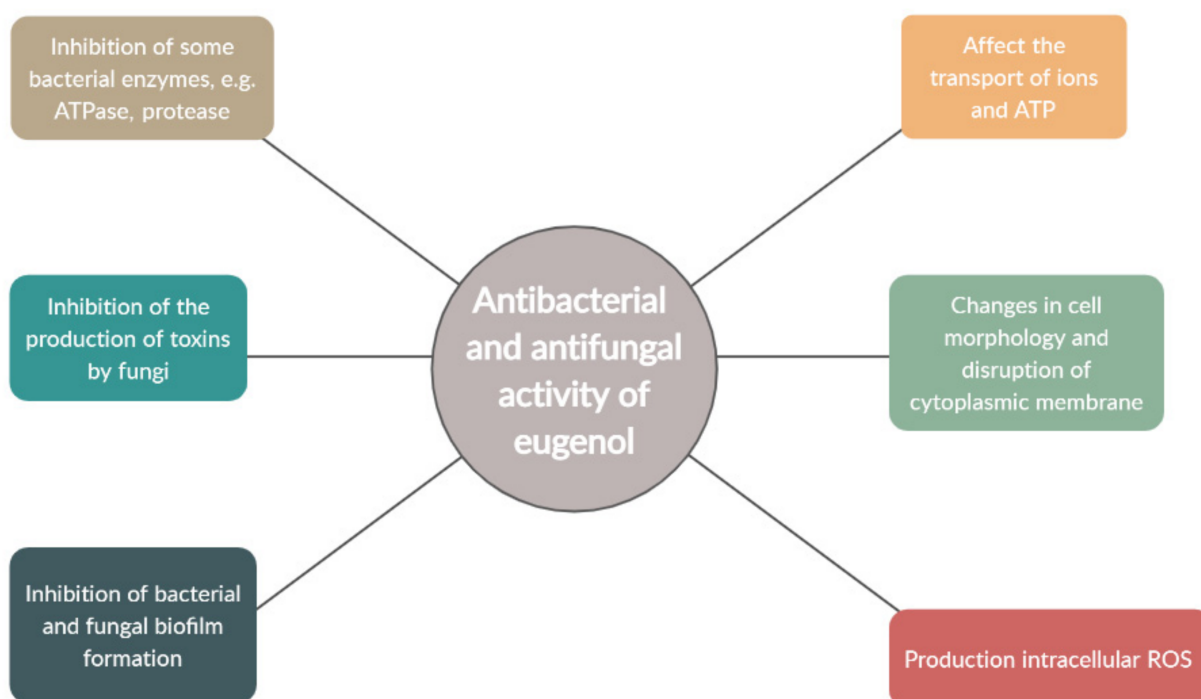 Inhibition of some
bacterial enzymes, e.g.
ATPase, protease
Affect the
transport of ions
and ATP
Inhibition of the
production of toxins
by fungi
Antibacterial
and antifungal
activity of
eugenol
Changes in cell
morphology and
disruption of
cytoplasmic membrane
Inhibition of bacterial
and fungal biofilm
formation
Production intracellular ROS